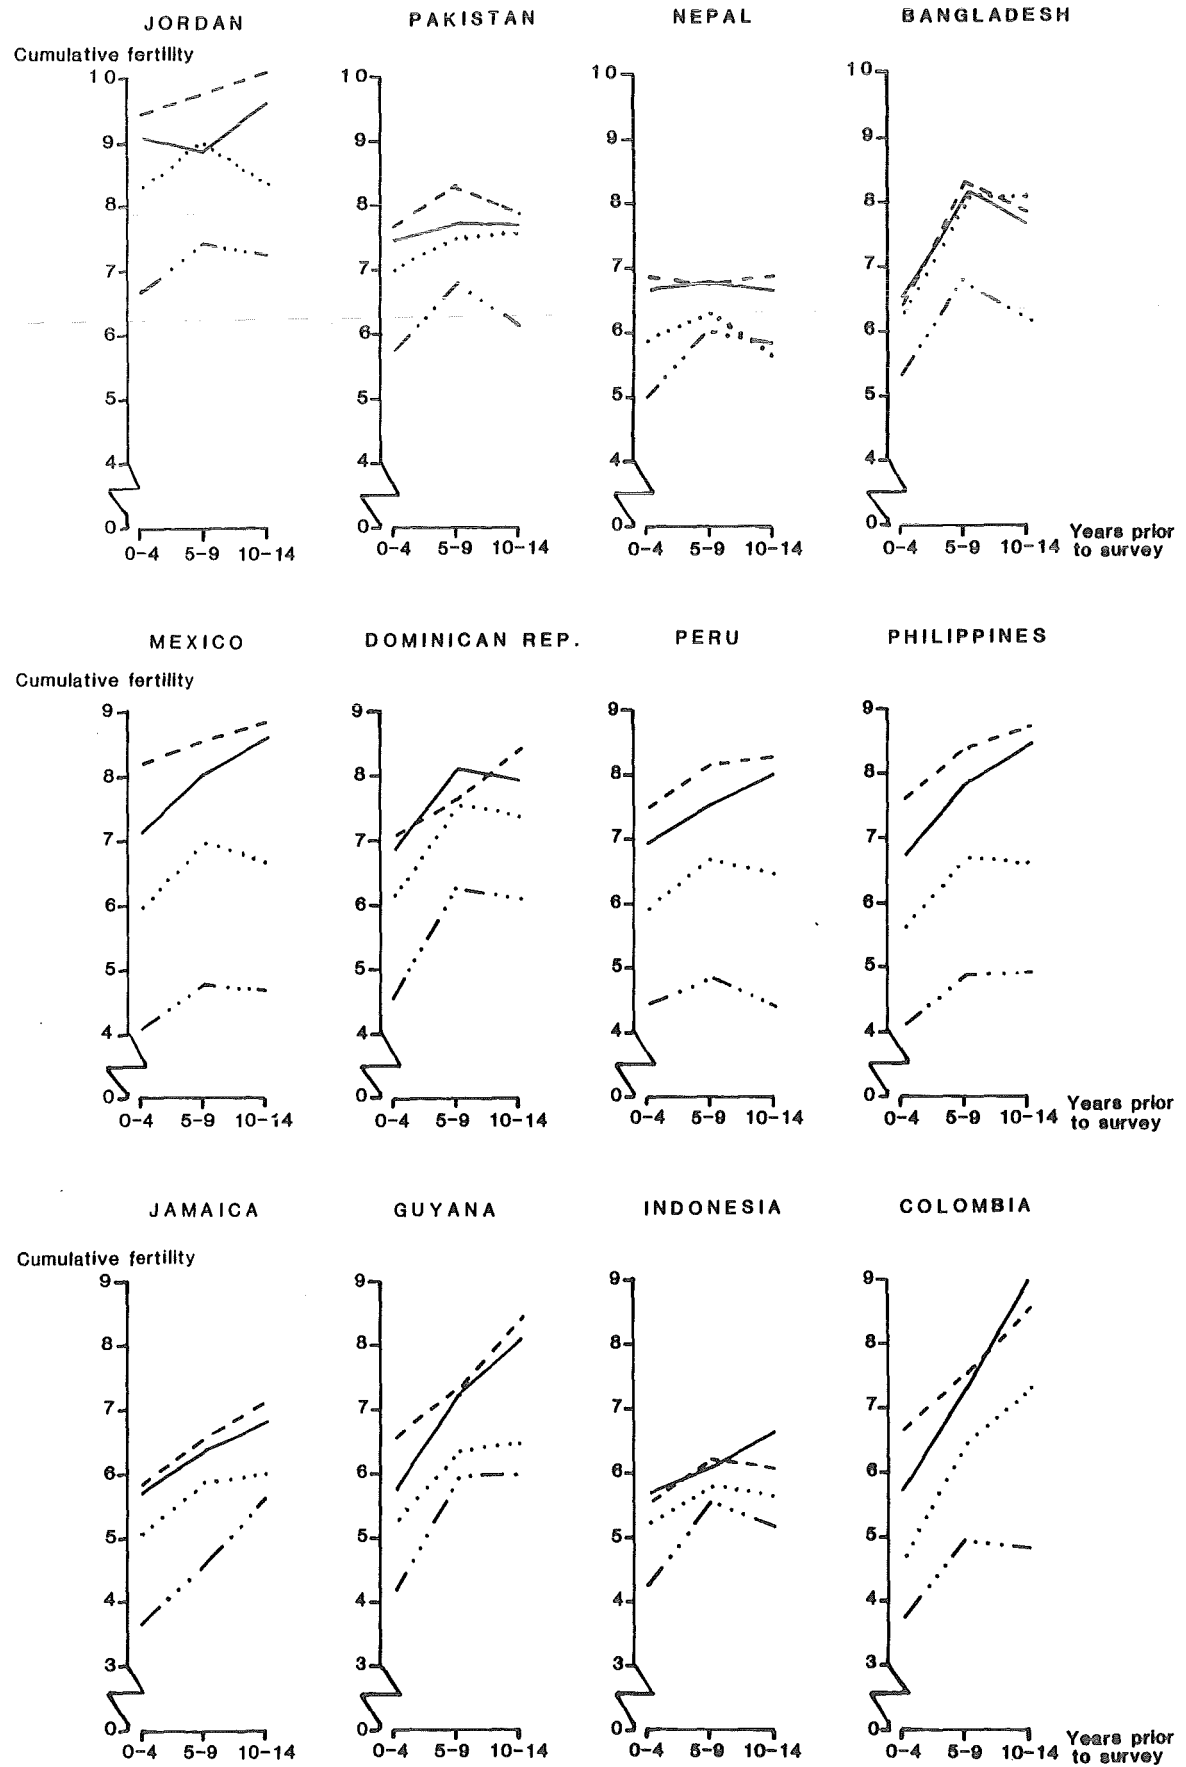 JORDAN PAKISTAN NEPAL BANGLADESH
Cumulative fertility
10 10 10 10
9 9 9 9
8 8 8 8
7 7 7 7
6 6 6 6
5 5 5 5
4 4 4 4
0 0 0 0
0-4 5-9 10-14 0-4 5-9 10-14 0-4 5-9 10-14 0-4 5-9 10-14 Years prior
to survey
MEXICO DOMINICAN REP. PERU PHILIPPINES
Cumulative fertility
9 9 9 9
8 8 8 8
7 7 7 7
6 6 6 6
5 5 5 5
4 4 4 4
0 0 0 0
0-4 5-9 10-14 0-4 5-9 10-14 0-4 5-9 10-14 0-4 5-9 10-14 Years prior
to survey
JAMAICA GUYANA INDONESIA COLOMBIA
Cumulative fertility
9 9 9 9
8 8 8 8
7 7 7 7
6 6 6 6
5 5 5 5
4 4 4 4
3 3 3 3
0 0 0 0
0-4 5-9 10-14 0-4 5-9 10-14 0-4 5-9 10-14 0-4 5-9 10-14 Years prior
to survey